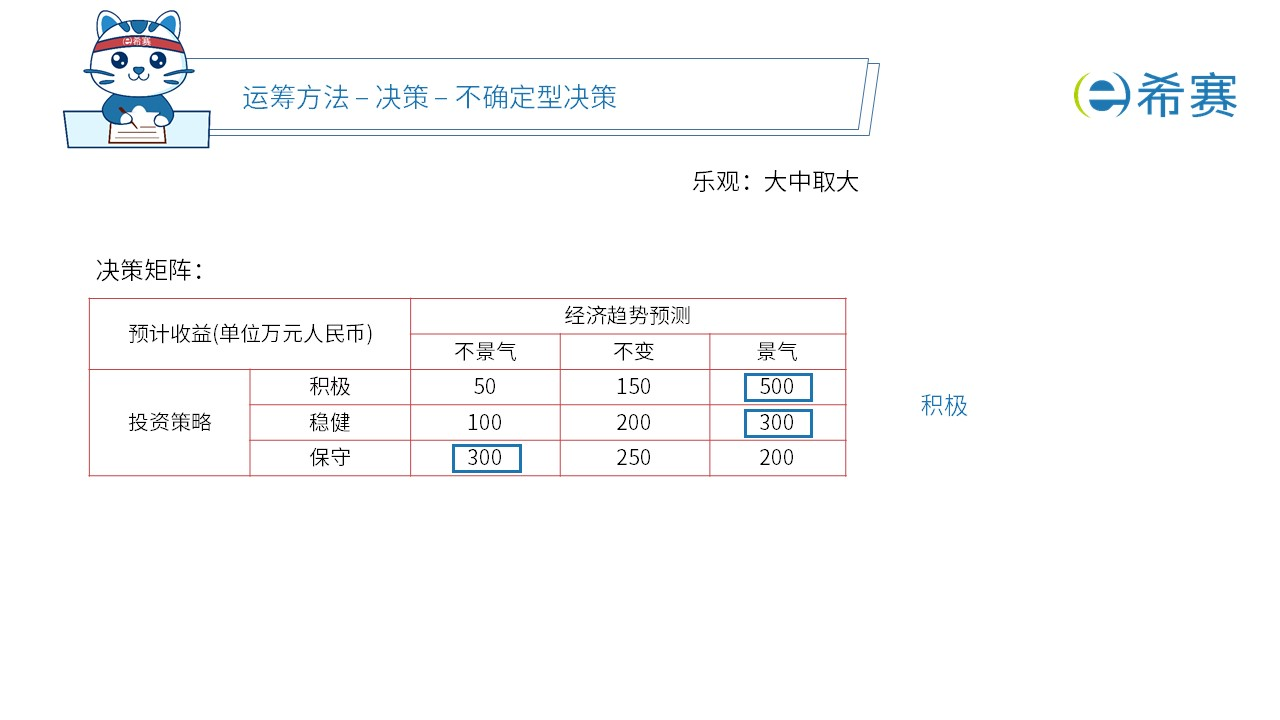 希赛
运筹方法 – 决策 – 不确定型决策
希赛
乐观：大中取大
决策矩阵：
预计收益(单位万元人民币)
经济趋势预测
不景气 不变 景气
投资策略
积极 50 150 500
稳健 100 200 300
保守 300 250 200
积极